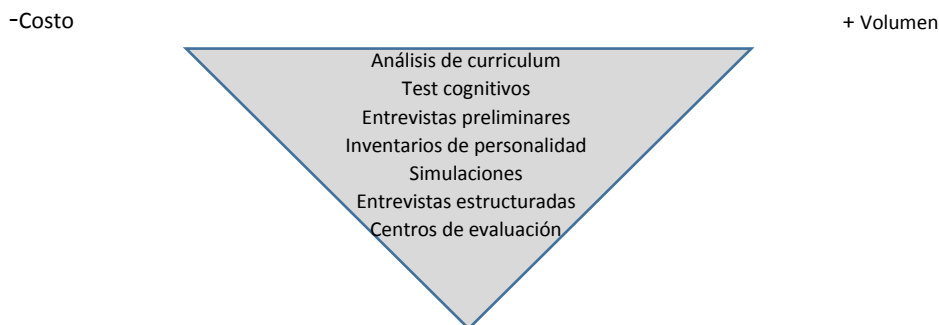 -Costo
+ Volumen
Análisis de curriculum
Test cognitivos
Entrevistas preliminares
Inventarios de personalidad
Simulaciones
Entrevistas estructuradas
Centros de evaluación